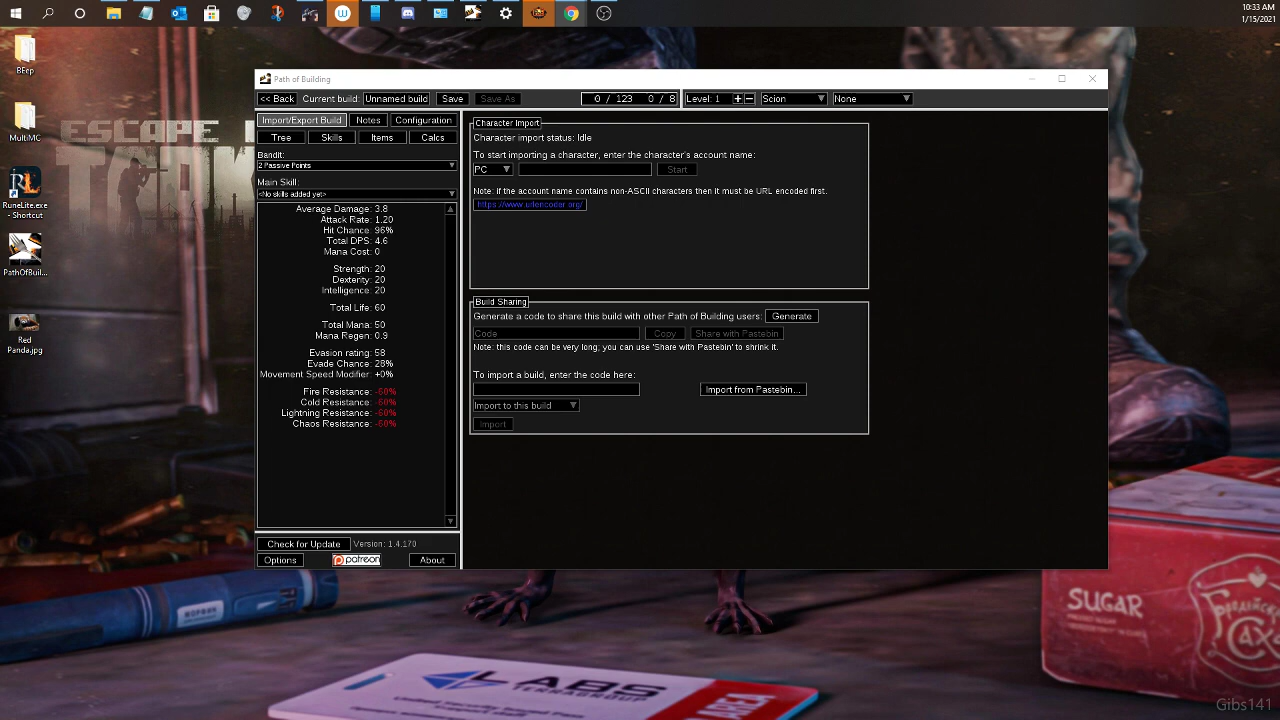 10:33 AM
1/15/2021
BEep
MultiMC
RuneLite.exe
- Shortcut
PathOfBuil...
Red
Panda.jpg
ESCAPE
Path of Building
<< Back Current build: Unnamed build Save Save As 0 / 123 0 / 8 Level: 1 Scion None
Import/Export Build Notes Configuration
Tree Skills Items Calcs
Bandit:
2 Passive Points
Main Skill:
<No skills added yet>
Average Damage: 3.8
Attack Rate: 1.20
Hit Chance: 96%
Total DPS: 4.6
Mana Cost: 0
Strength: 20
Dexterity: 20
Intelligence: 20
Total Life: 60
Total Mana: 50
Mana Regen: 0.9
Evasion rating: 58
Evade Chance: 28%
Movement Speed Modifier: +0%
Fire Resistance: -60%
Cold Resistance: -60%
Lightning Resistance: -60%
Chaos Resistance: -60%
Check for Update Version: 1.4.170
Options patreon About
Character Import
Character import status: Idle
To start importing a character, enter the character's account name:
PC Start
Note: if the account name contains non-ASCII characters then it must be URL encoded first.
https://www.urlencoder.org/
Build Sharing
Generate a code to share this build with other Path of Building users: Generate
Code Copy Share with Pastebin
Note: this code can be very long; you can use 'Share with Pastebin' to shrink it.
To import a build, enter the code here:
Import from Pastebin...
Import to this build
Import
МОРФИН
SUGAR
LABS
TERRAGROUP
AREA
Gibs141